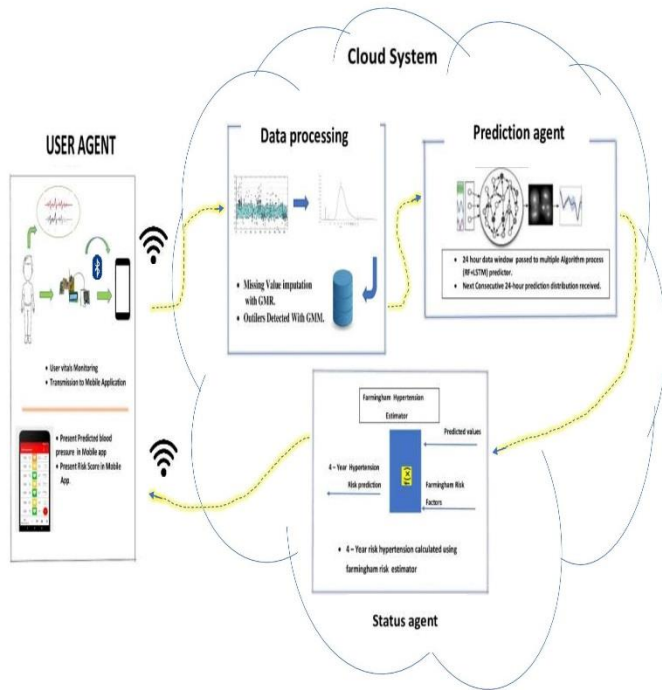 Cloud System
USER AGENT
Data processing
Prediction agent
• Missing Value imputation
with GMR.
• Outilers Detected With GMM.
• 24 hour data window passed to multiple Algorithm process
[RF+LSTM] predictor.
• Next Consecutive 24-hour prediction distribution received.
• User vitals Monitoring
• Transmission to Mobile Application
• Present Predicted blood
pressure in Mobile app
• Present Risk Score in Mobile
App.
Farmingham Hypertension
Estimator
Predicted values
f(x)
4 – Year Hypertension
Risk prediction
Farmingham Risk
Factors
• 4 – Year risk hypertension calculated using
farmingham risk estimator
Status agent